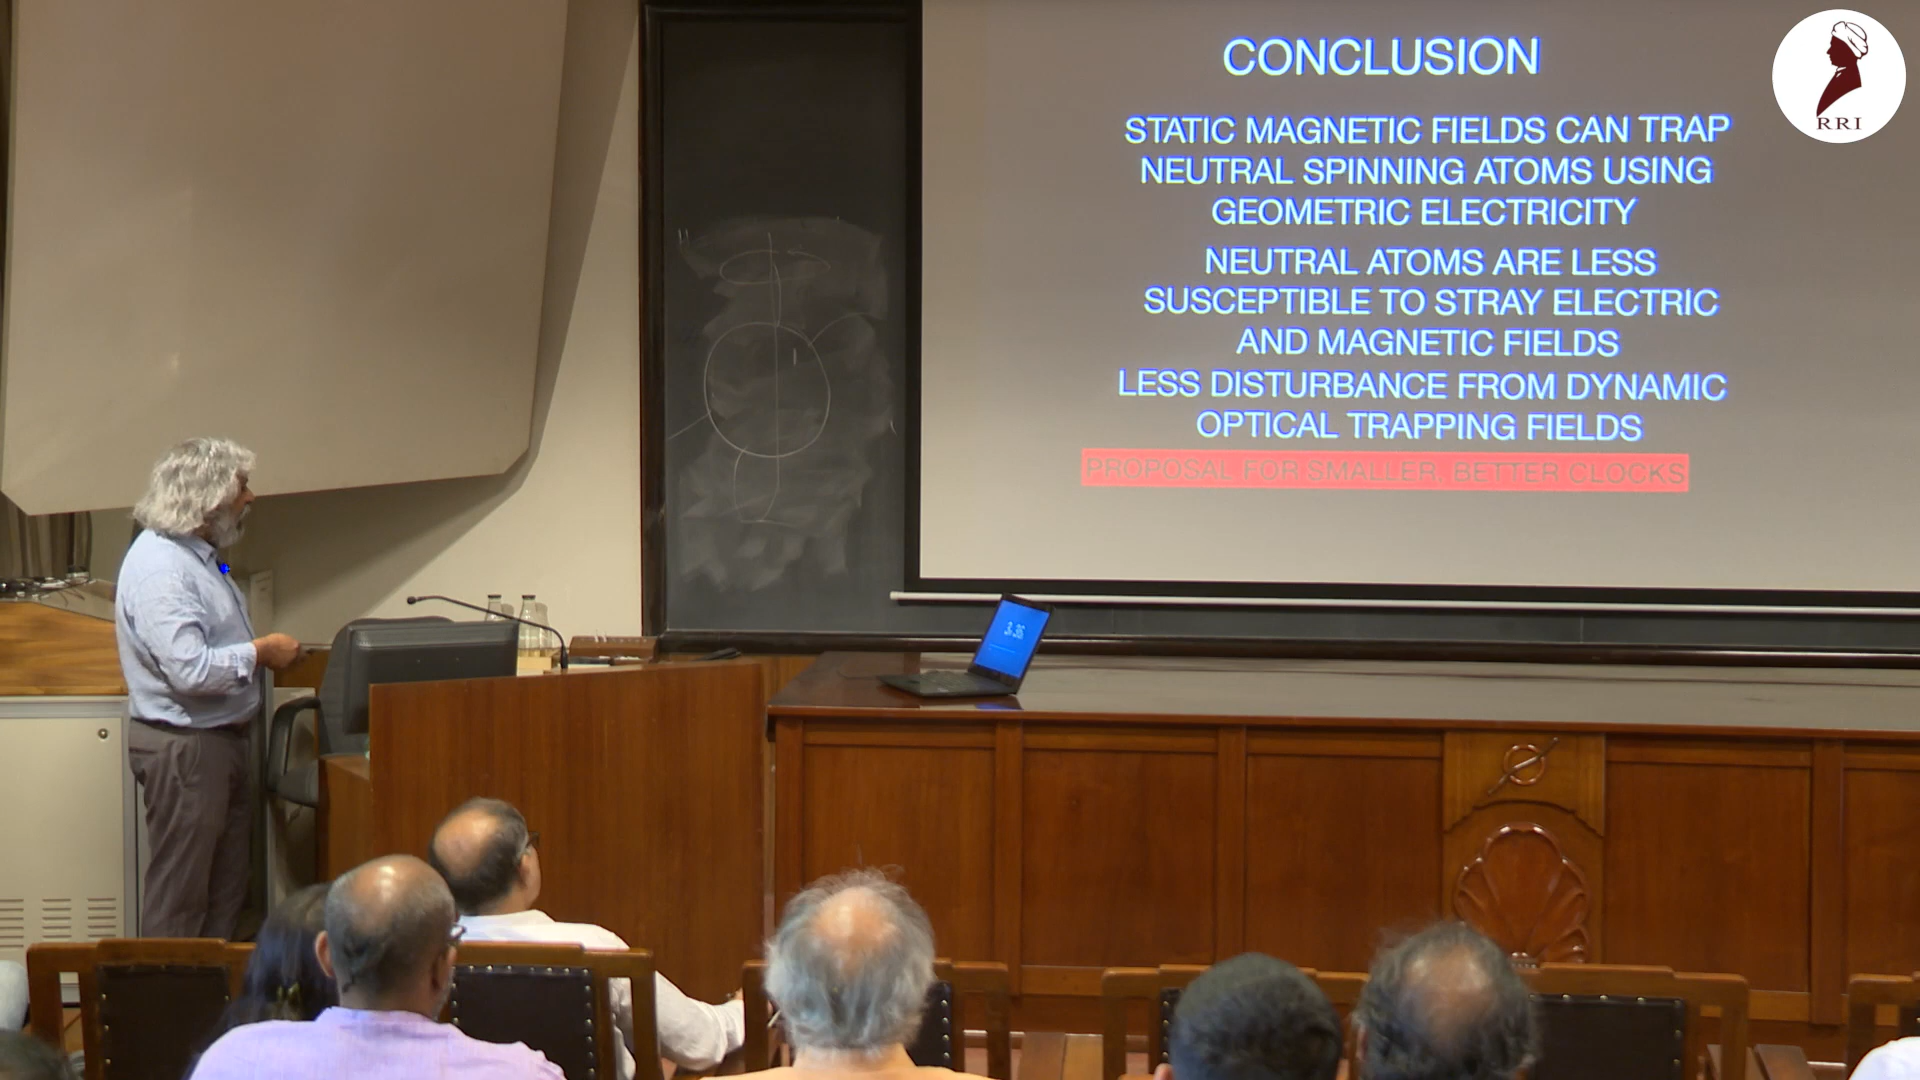 CONCLUSION
STATIC MAGNETIC FIELDS CAN TRAP
NEUTRAL SPINNING ATOMS USING
GEOMETRIC ELECTRICITY
NEUTRAL ATOMS ARE LESS
SUSCEPTIBLE TO STRAY ELECTRIC
AND MAGNETIC FIELDS
LESS DISTURBANCE FROM DYNAMIC
OPTICAL TRAPPING FIELDS
PROPOSAL FOR SMALLER, BETTER CLOCKS
RRI